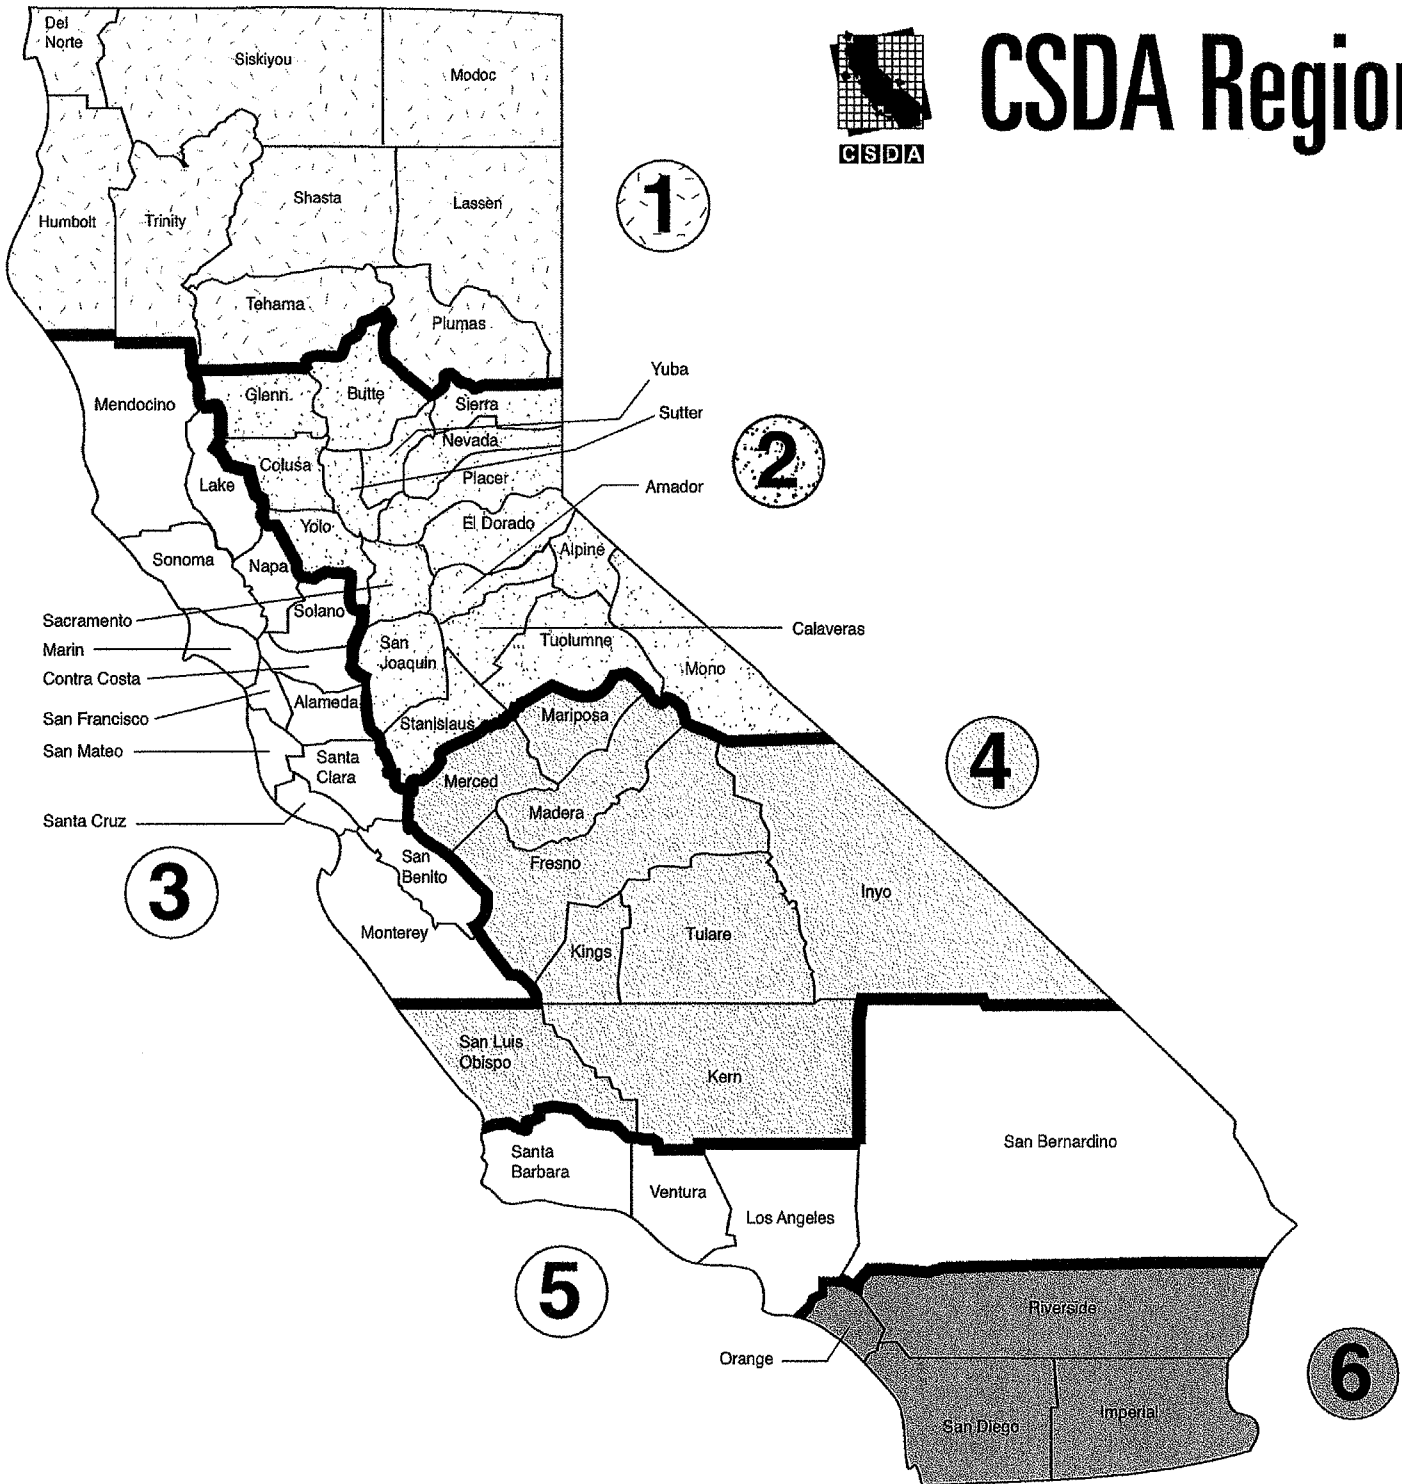 CSDA Region
CSDA
Del
Norte
Siskiyou
Modoc
Humbolt
Trinity
Shasta
Lassen
1
Tehama
Plumas
Mendocino
Glenn
Butte
Sierra
Yuba
Sutter
Nevada
2
Colusa
Lake
Placer
Amador
Yolo
El Dorado
Alpine
Sonoma
Napa
Solano
Sacramento
Marin
Contra Costa
San Francisco
San Mateo
Santa Cruz
San
Joaquin
Tuolumne
Calaveras
Mono
Alameda
Stanislaus
Mariposa
Santa
Clara
Merced
4
Madera
3
San
Benito
Fresno
Inyo
Monterey
Kings
Tulare
San Luis
Obispo
Kern
San Bernardino
Santa
Barbara
Ventura
Los Angeles
5
Riverside
Orange
6
San Diego
Imperial